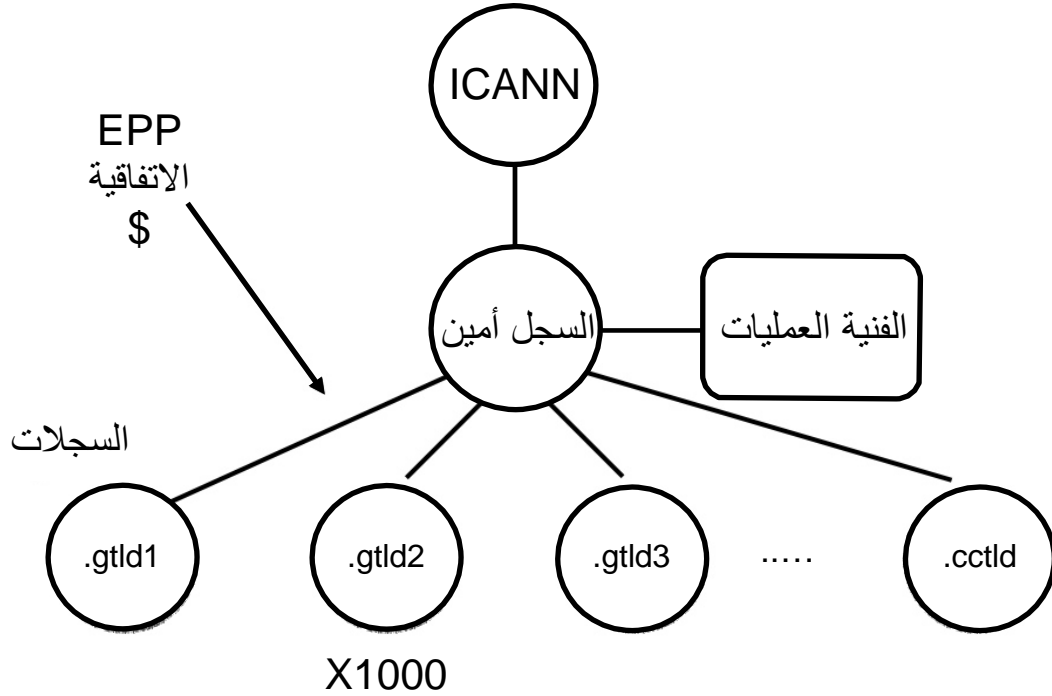 ICANN
EPP
الاتفاقية
$
السجل أمين
الفنية العمليات
السجلات
.gtld1
.gtld2
.gtld3
.....
.cctld
X1000